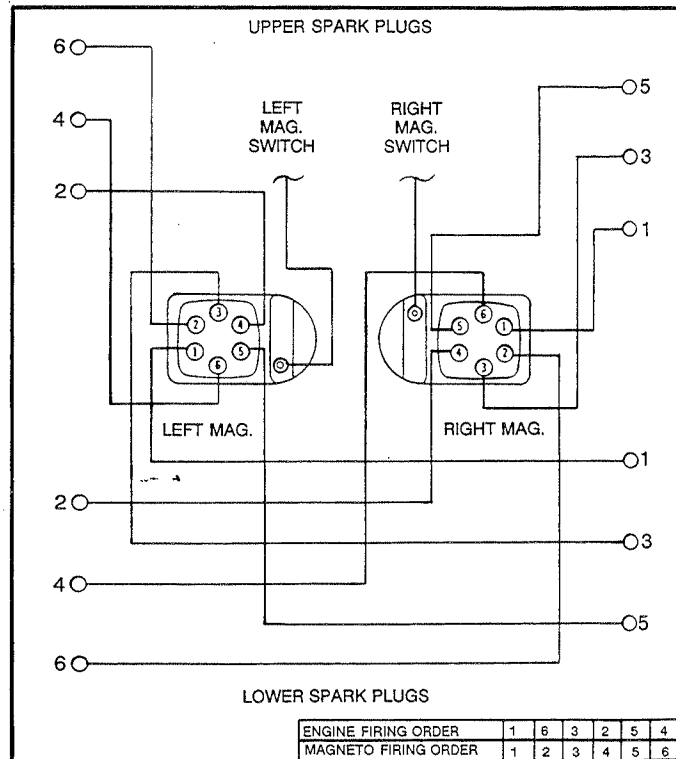 UPPER SPARK PLUGS
6
5
LEFT
MAG.
SWITCH
RIGHT
MAG.
SWITCH
4
3
2
1
3
2
4
1
5
6
6
5
1
4
2
3
LEFT MAG.
RIGHT MAG.
1
2
3
4
5
6
LOWER SPARK PLUGS
ENGINE FIRING ORDER 1 6 3 2 5 4
MAGNETO FIRING ORDER 1 2 3 4 5 6